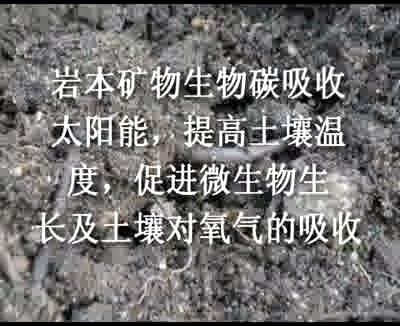 岩本矿物生物碳吸收
太阳能，提高土壤温
度，促进微生物生
长及土壤对氧气的吸收